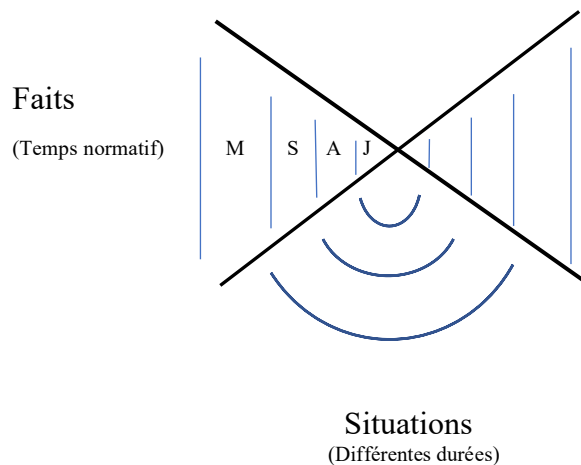 Faits
(Temps normatif)
M S A J
Situations
(Différentes durées)